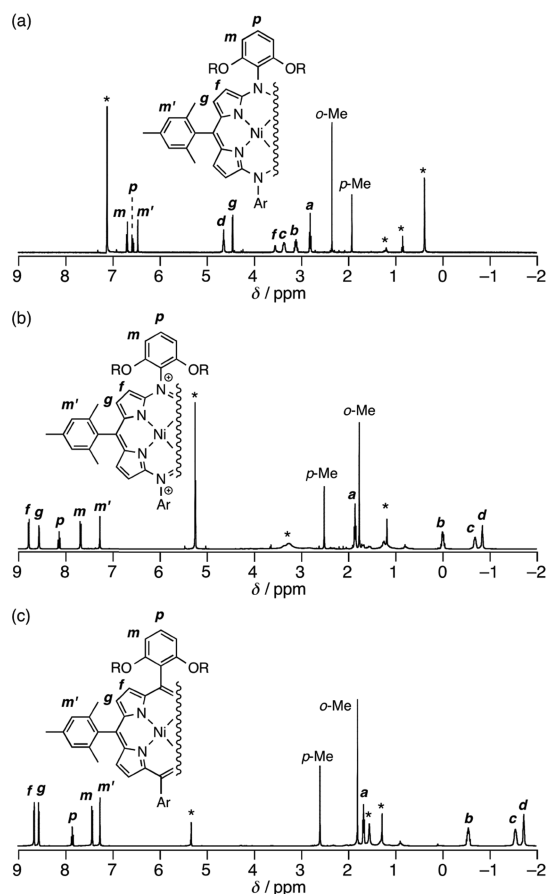 (a)
p
m
RO OR
f N
m' g N
Ni
N
N
Ar
* o-Me
p-Me *
p
m m' d g f c b a * *
9 8 7 6 5 4 3 2 1 0 −1 −2
δ / ppm
(b)
p
m
RO OR
f N ⊕
m' g N
Ni
N
N ⊕
Ar
* o-Me
p-Me
f g p m m' * a * b c d
9 8 7 6 5 4 3 2 1 0 −1 −2
δ / ppm
(c)
p
m
RO OR
f
m' g N
Ni
N
Ar
o-Me
p-Me
f g p m m' * a * * b c d
9 8 7 6 5 4 3 2 1 0 −1 −2
δ / ppm